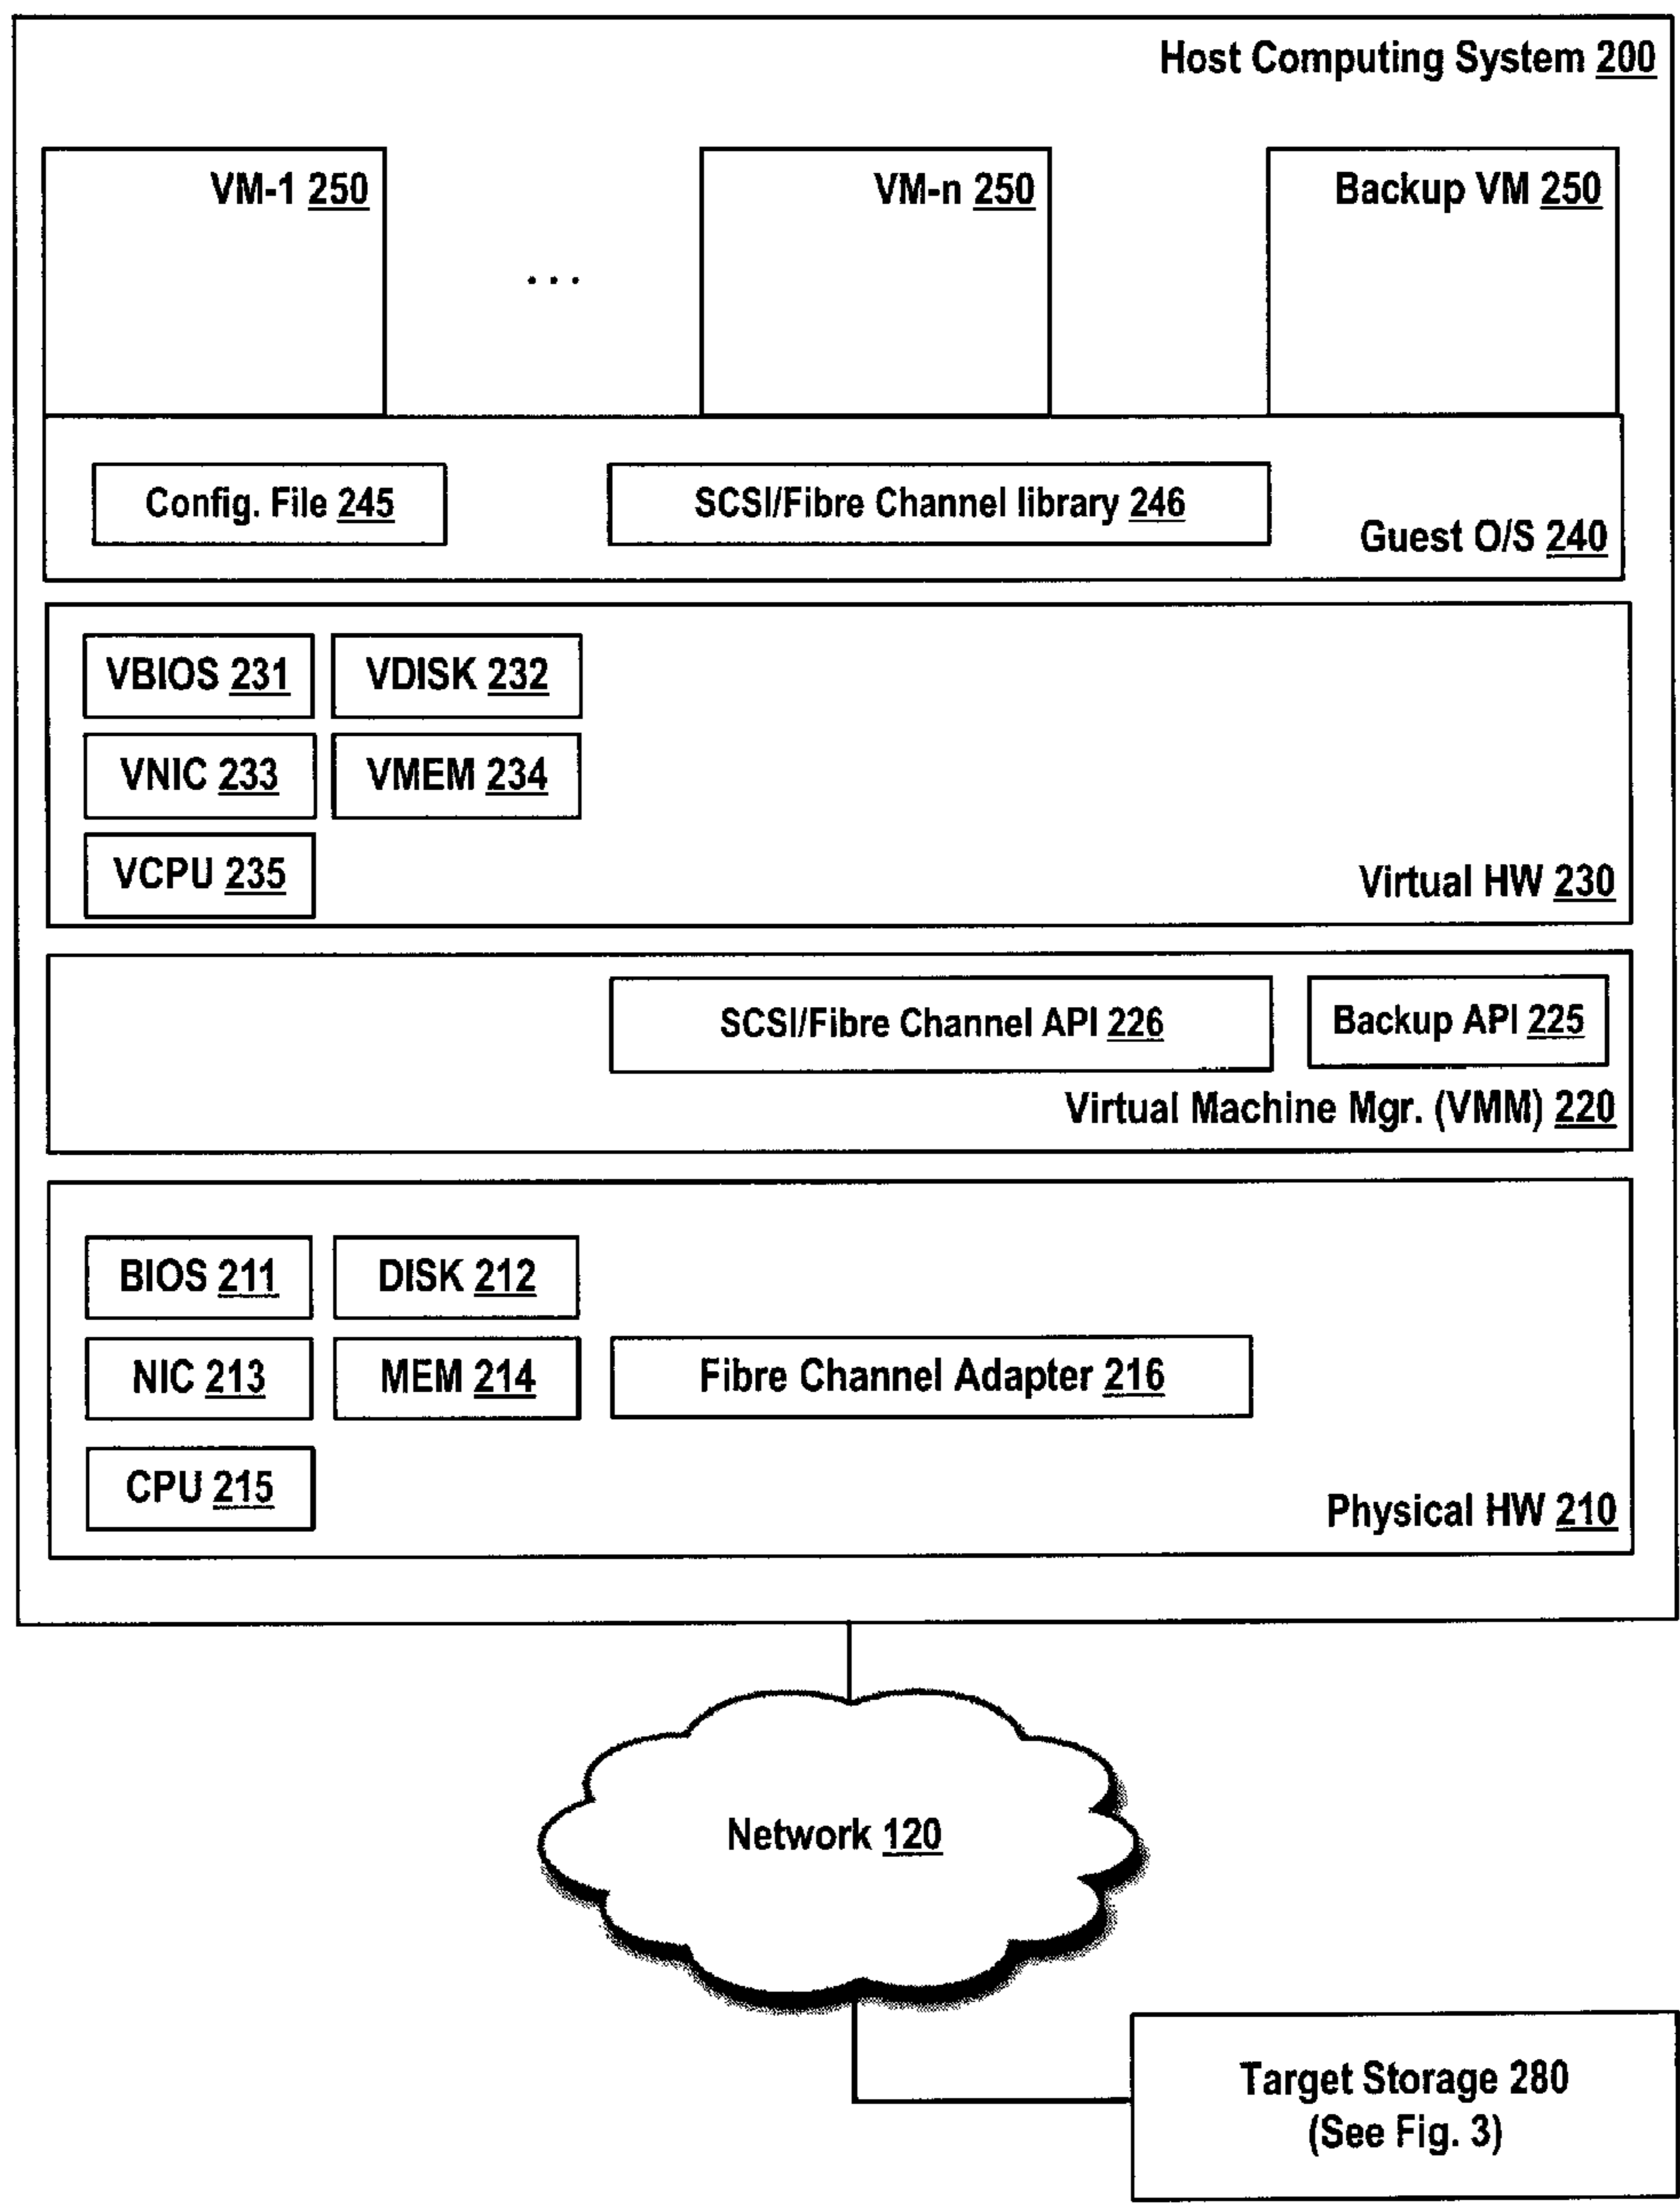 Host Computing System 200
VM-1 250
VM-n 250
Backup VM 250
...
Config. File 245
SCSI/Fibre Channel library 246
Guest O/S 240
VBIOS 231
VDISK 232
VNIC 233
VMEM 234
VCPU 235
Virtual HW 230
SCSI/Fibre Channel API 226
Backup API 225
Virtual Machine Mgr. (VMM) 220
BIOS 211
DISK 212
NIC 213
MEM 214
Fibre Channel Adapter 216
CPU 215
Physical HW 210
Network 120
Target Storage 280
(See Fig. 3)